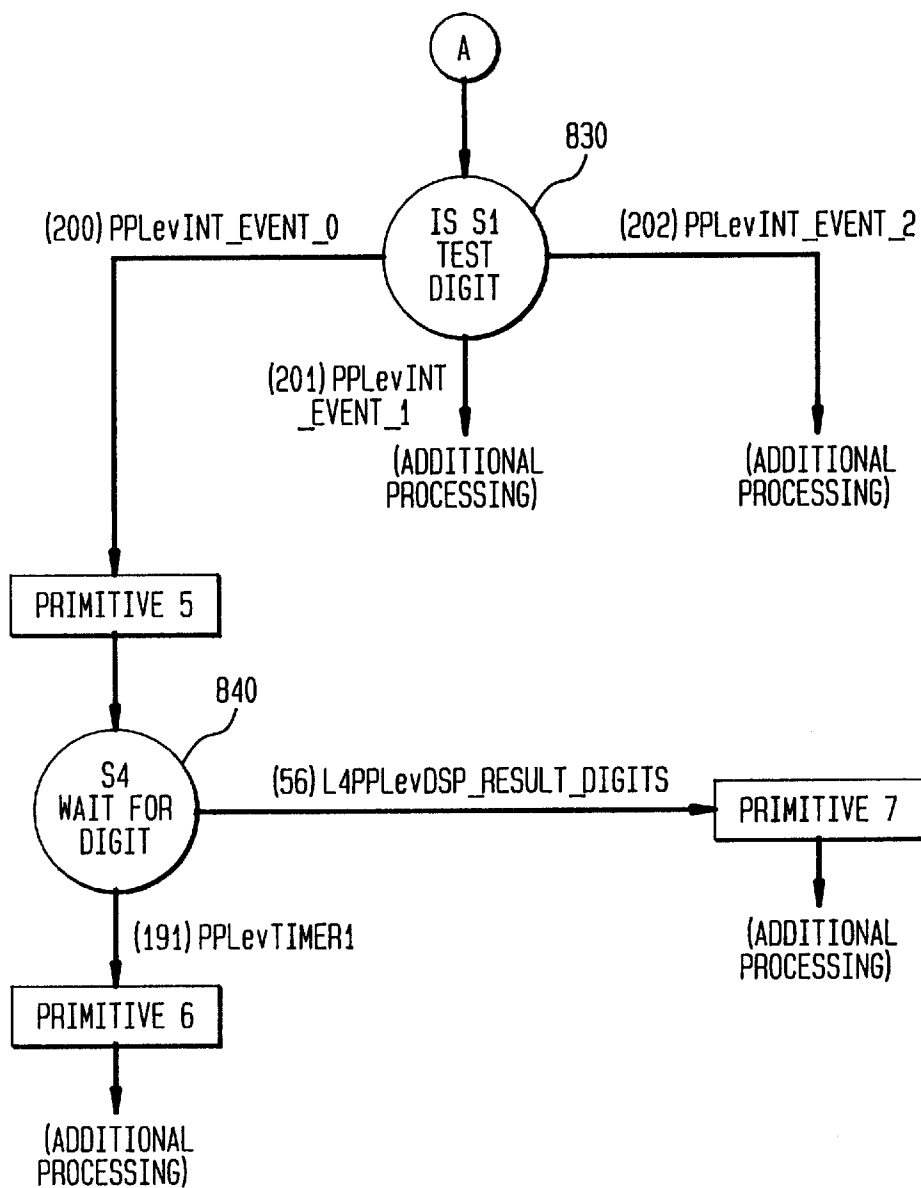 A
830
IS S1
TEST
DIGIT
(200) PPLevINT_EVENT_0
(202) PPLevINT_EVENT_2
(201) PPLevINT
_EVENT_1
(ADDITIONAL
PROCESSING)
(ADDITIONAL
PROCESSING)
PRIMITIVE 5
840
S4
WAIT FOR
DIGIT
(56) L4PPLevDSP_RESULT_DIGITS
PRIMITIVE 7
(191) PPLevTIMER1
(ADDITIONAL
PROCESSING)
PRIMITIVE 6
(ADDITIONAL
PROCESSING)